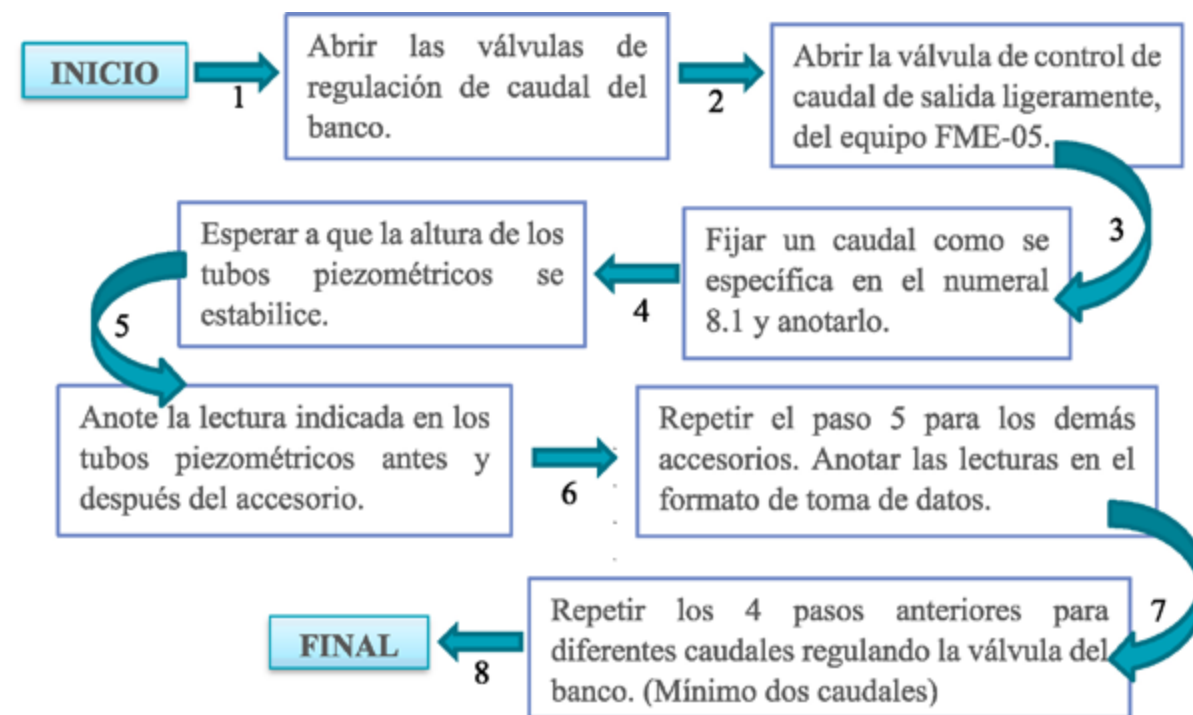 INICIO
1
Abrir las válvulas de
regulación de caudal del
banco.
2
Abrir la válvula de control de
caudal de salida ligeramente,
del equipo FME-05.
3
Fijar un caudal como se
específica en el numeral
8.1 y anotarlo.
4
Esperar a que la altura de los
tubos piezométricos se
estabilice.
5
Anote la lectura indicada en los
tubos piezométricos antes y
después del accesorio.
6
Repetir el paso 5 para los demás
accesorios. Anotar las lecturas en el
formato de toma de datos.
7
Repetir los 4 pasos anteriores para
diferentes caudales regulando la válvula del
banco. (Mínimo dos caudales)
8
FINAL